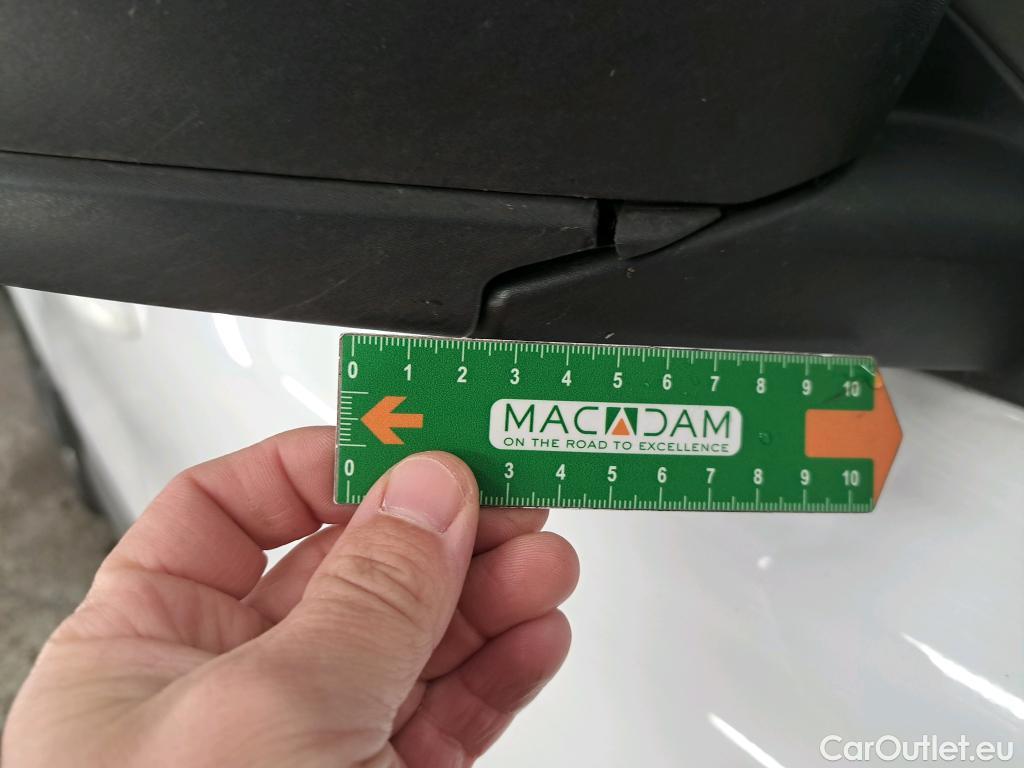 0 1 2 3 4 5 6 7 8 9 10
MACADAM
ON THE ROAD TO EXCELLENCE
0 3 4 5 6 7 8 9 10
CarOutlet.eu